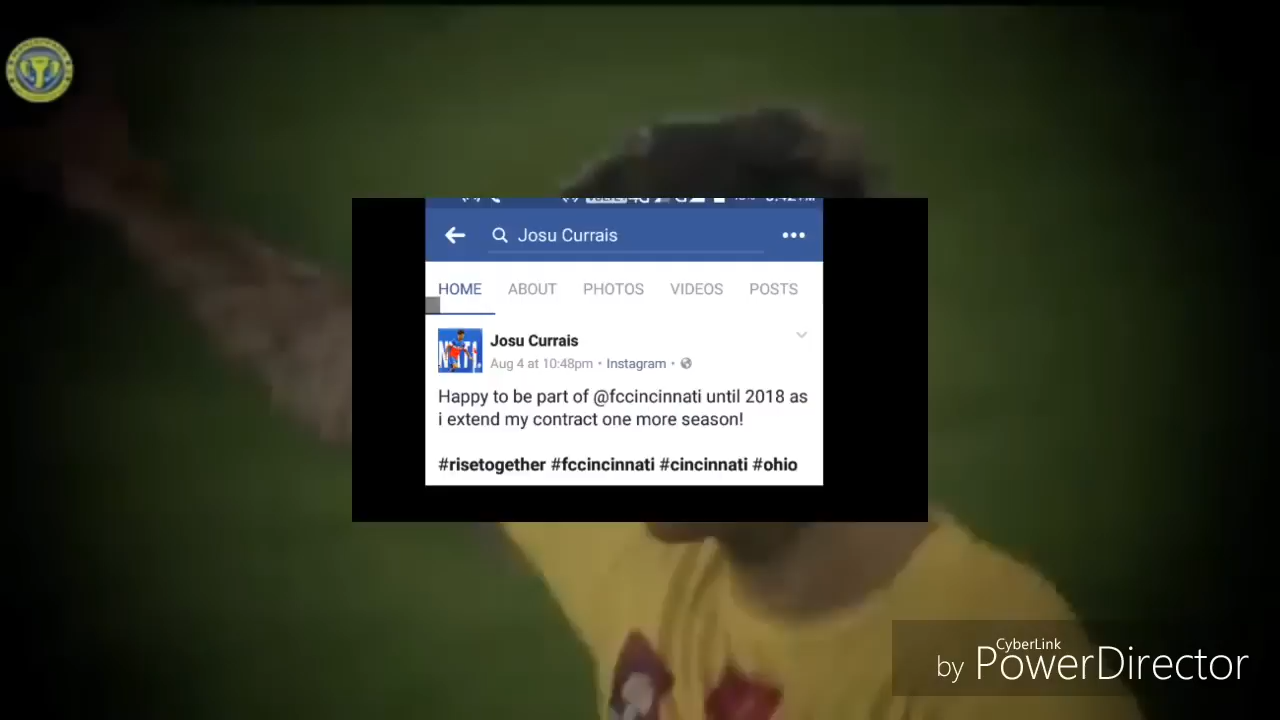 Josu Currais
HOME ABOUT PHOTOS VIDEOS POSTS
Josu Currais
Aug 4 at 10:48pm • Instagram •
Happy to be part of @fccincinnati until 2018 as
i extend my contract one more season!
#risetogether #fccincinnati #cincinnati #ohio
CyberLink
by PowerDirector